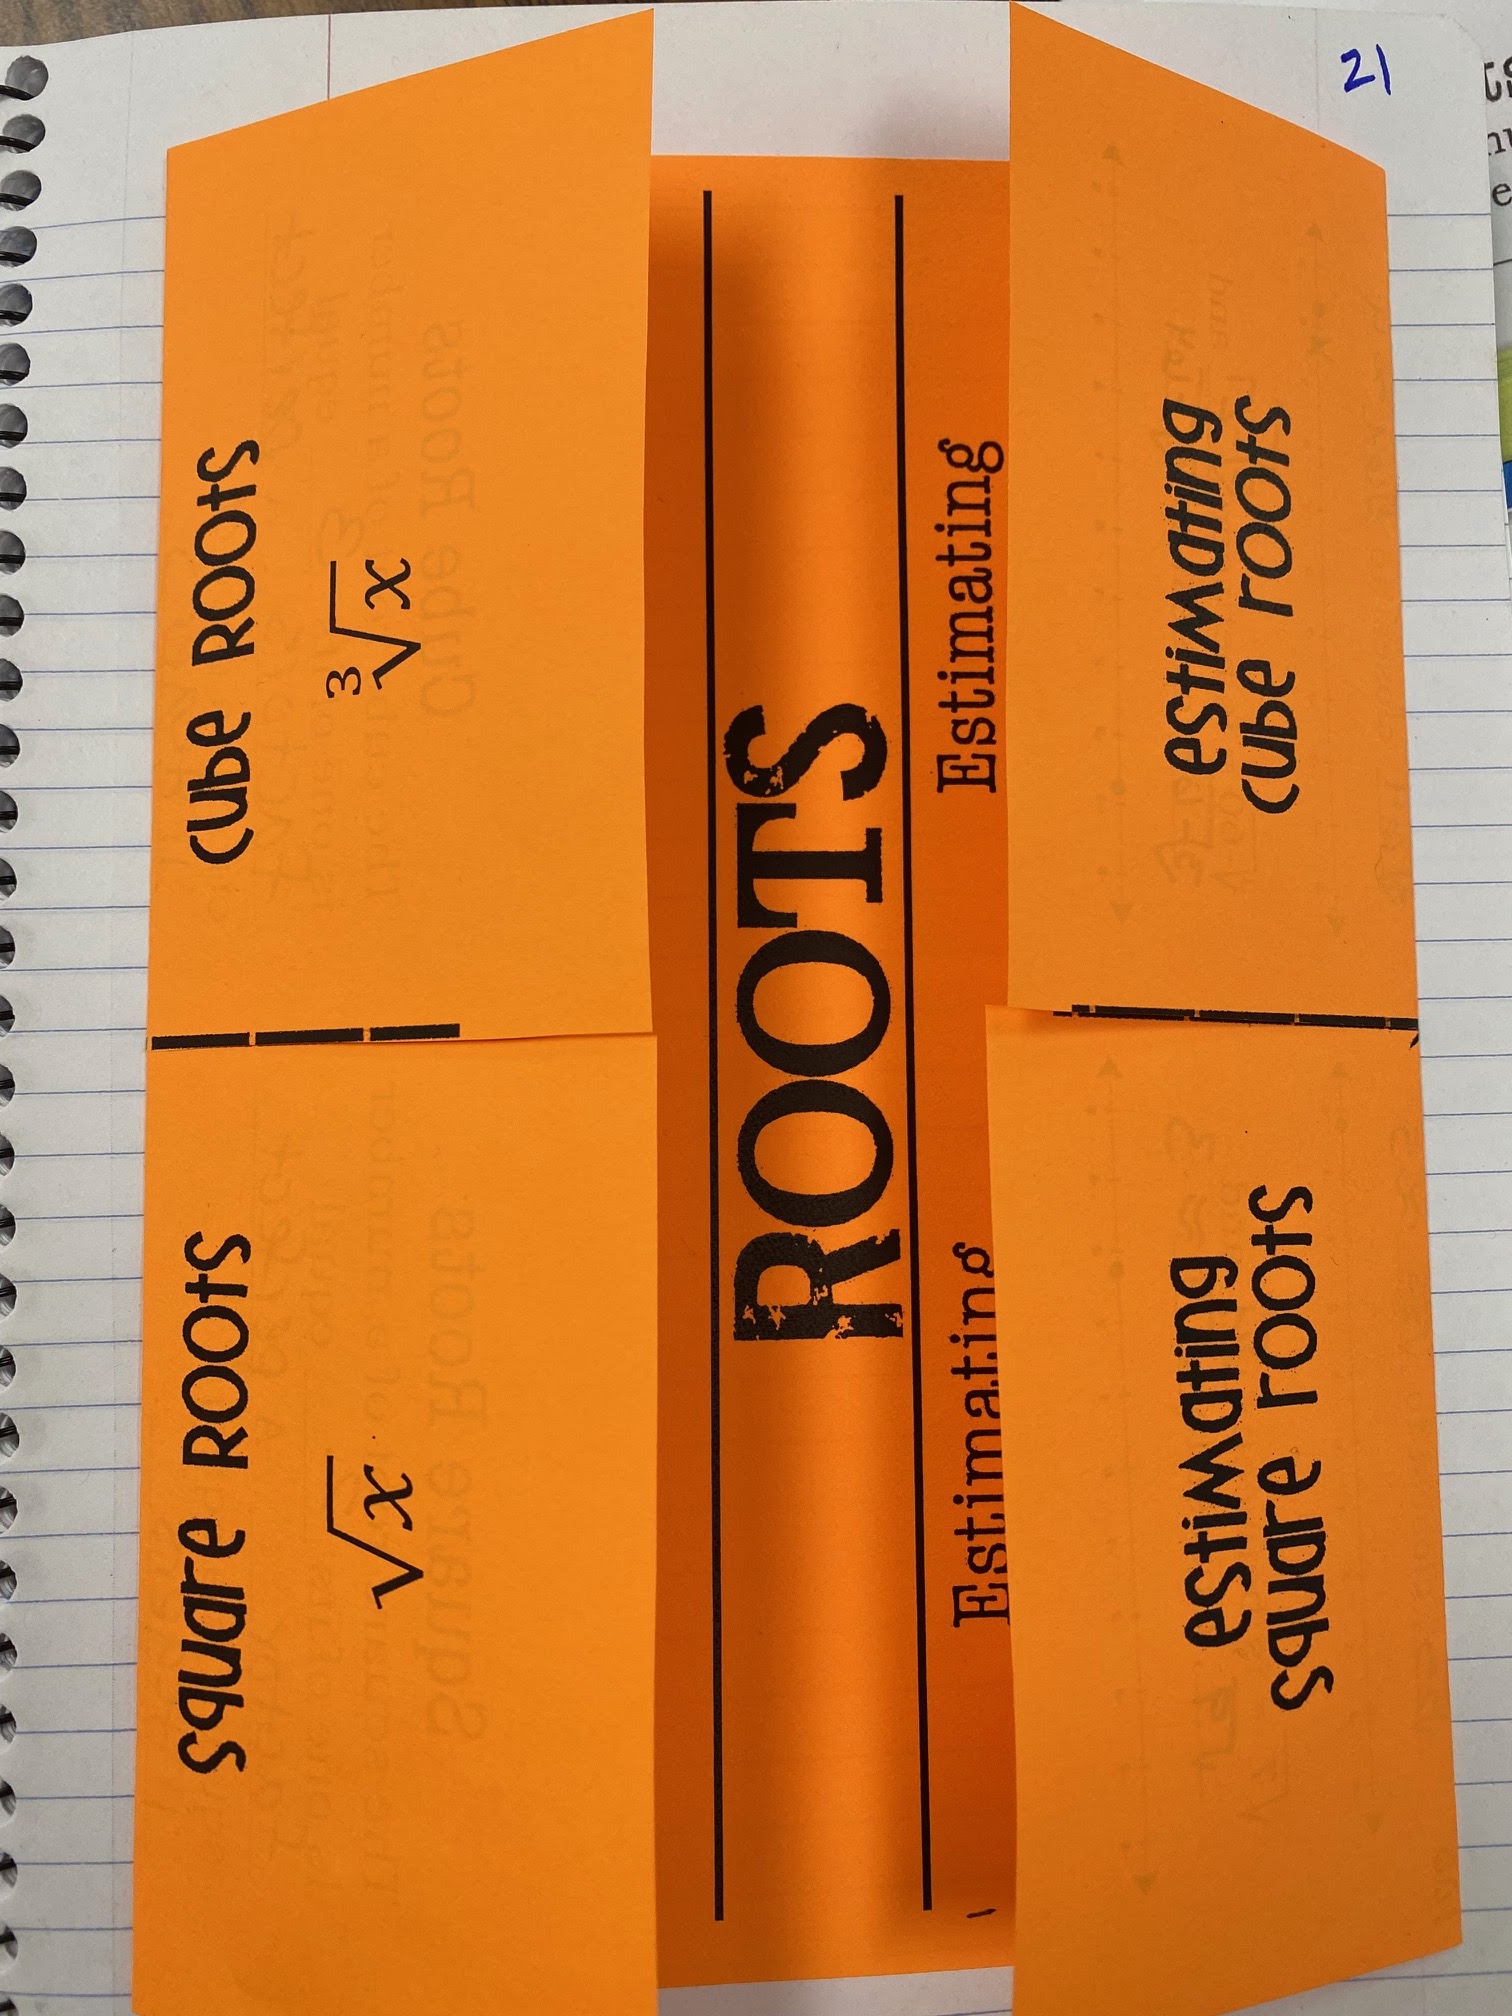 21
square roots
√x
cube roots
∛x
ROOTS
Estimating
Estimating
estimating
square roots
estimating
cube roots